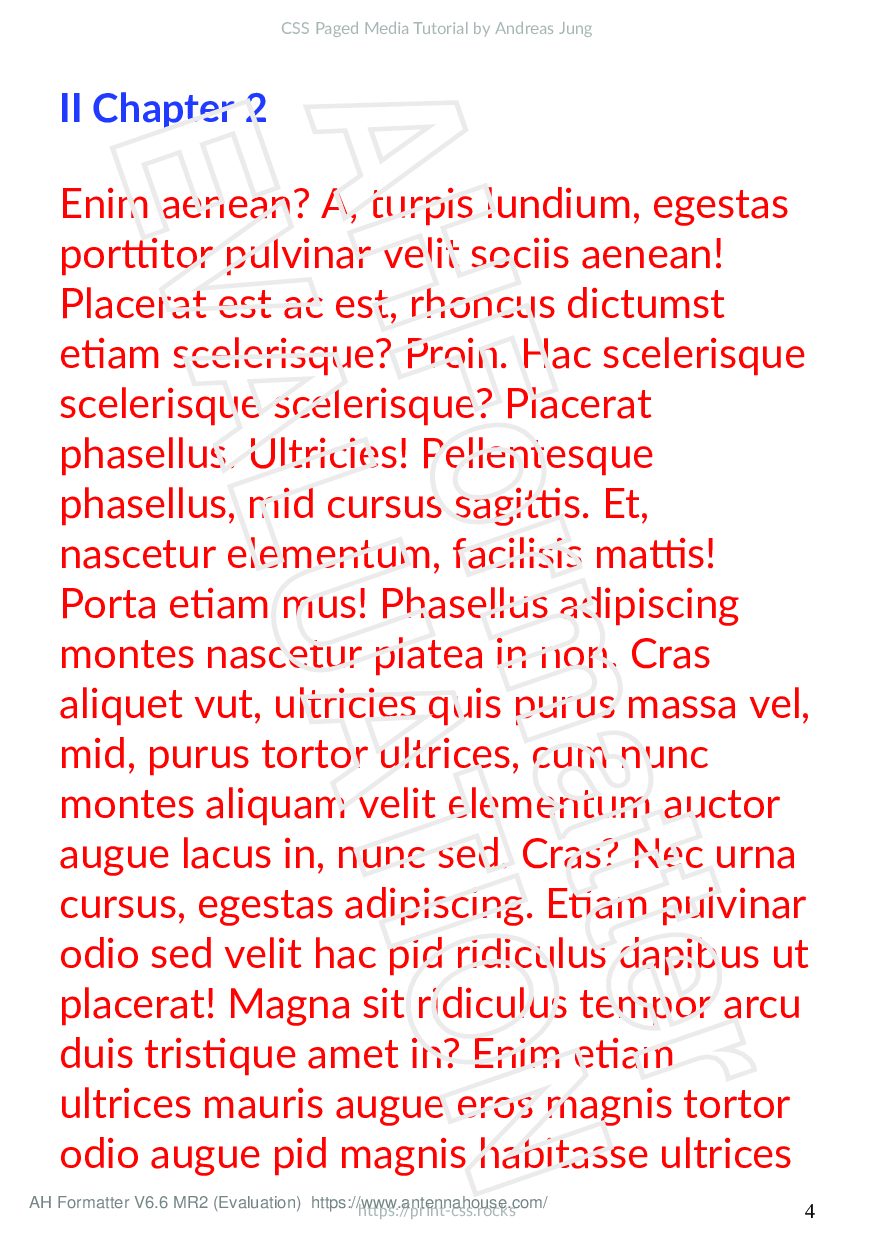 CSS Paged Media Tutorial by Andreas Jung
II Chapter 2
Enim aenean? A, turpis lundium, egestas
porttitor pulvinar velit sociis aenean!
Placerat est ac est, rhoncus dictumst
etiam scelerisque? Proin. Hac scelerisque
scelerisque scelerisque? Placerat
phasellus. Ultricies! Pellentesque
phasellus, mid cursus sagittis. Et,
nascetur elementum, facilisis mattis!
Porta etiam mus! Phasellus adipiscing
montes nascetur platea in non. Cras
aliquet vut, ultricies quis purus massa vel,
mid, purus tortor ultrices, cum nunc
montes aliquam velit elementum auctor
augue lacus in, nunc sed. Cras? Nec urna
cursus, egestas adipiscing. Etiam pulvinar
odio sed velit hac pid ridiculus dapibus ut
placerat! Magna sit ridiculus tempor arcu
duis tristique amet in? Enim etiam
ultrices mauris augue eros magnis tortor
odio augue pid magnis habitasse ultrices
AH Formatter V6.6 MR2 (Evaluation) https://www.antennahouse.com/
https://print-css.rocks
4
AHFormatter
EVALUATION